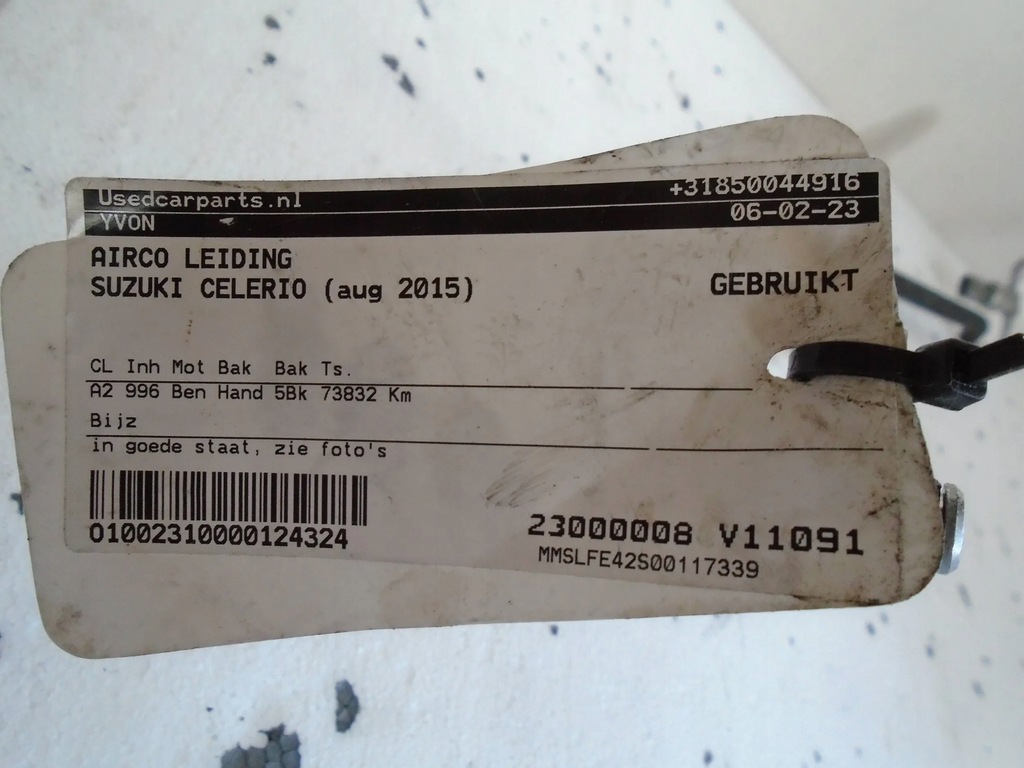 Usedcarparts.nl +31850044916
YVON 06-02-23
AIRCO LEIDING
SUZUKI CELERIO (aug 2015) GEBRUIKT
CL Inh Mot Bak Bak Ts.
A2 996 Ben Hand 5Bk 73832 Km
Bijz
in goede staat, zie foto's
01002310000124324
23000008 V11091
MMSLFE42S00117339